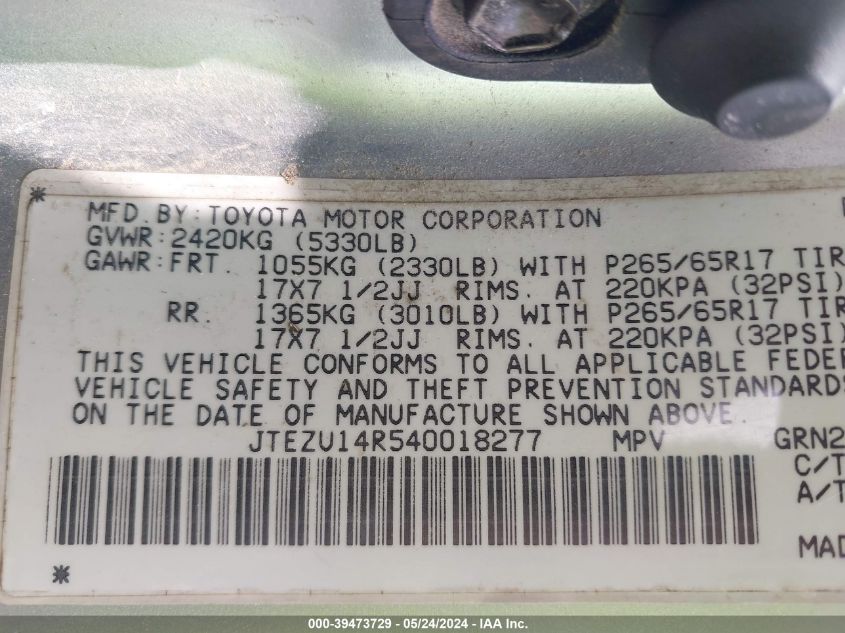 MFD. BY: TOYOTA MOTOR CORPORATION
GVWR: 2420KG (5330LB)
GAWR: FRT. 1055KG (2330LB) WITH P265/65R17 TIR
17X7 1/2JJ RIMS. AT 220KPA (32PSI)
RR. 1365KG (3010LB) WITH P265/65R17 TIR
17X7 1/2JJ RIMS. AT 220KPA (32PSI)
THIS VEHICLE CONFORMS TO ALL APPLICABLE FEDER
VEHICLE SAFETY AND THEFT PREVENTION STANDARDS
ON THE DATE OF MANUFACTURE SHOWN ABOVE.
JTEZU14R540018277 MPV GRN2
C/T
A/T
MAD
000-39473729 - 05/24/2024 - IAA Inc.